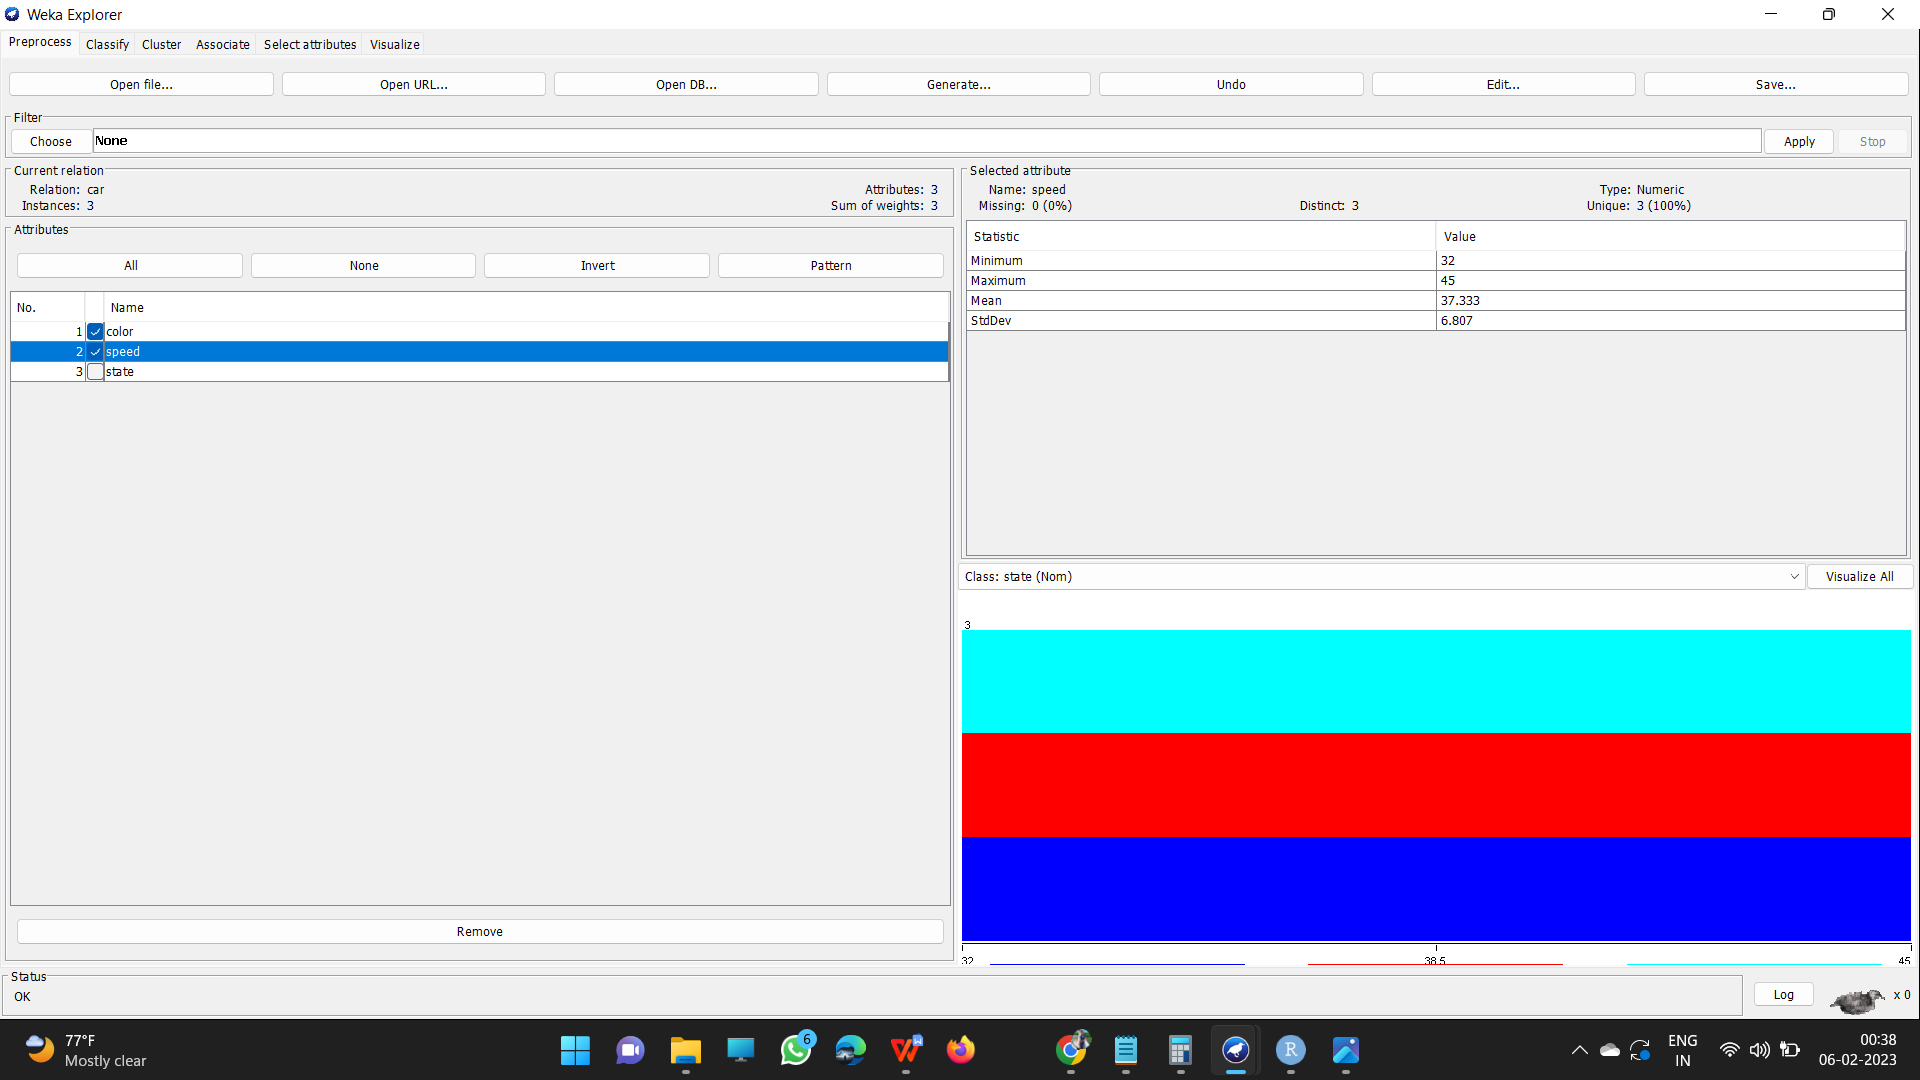 Weka Explorer
Preprocess Classify Cluster Associate Select attributes Visualize
Open file... Open URL... Open DB... Generate... Undo Edit... Save...
Filter
Choose None Apply Stop
Current relation
Relation: car Attributes: 3
Instances: 3 Sum of weights: 3
Attributes
All None Invert Pattern
No. Name
1 color
2 speed
3 state
Remove
Selected attribute
Name: speed Type: Numeric
Missing: 0 (0%) Distinct: 3 Unique: 3 (100%)
Statistic Value
Minimum 32
Maximum 45
Mean 37.333
StdDev 6.807
Class: state (Nom) Visualize All
3
32 38.5 45
Status
OK
Log x 0
77°F
Mostly clear
6
W
R
ENG
IN
00:38
06-02-2023